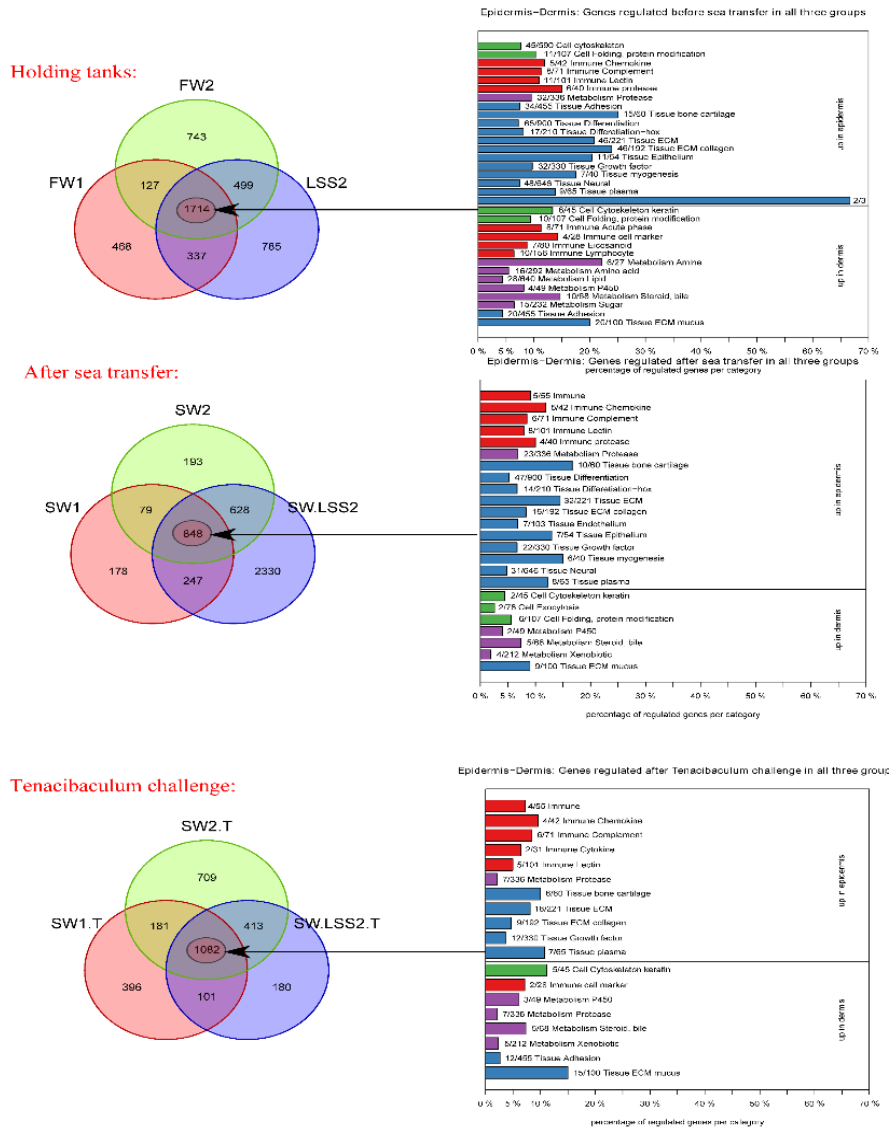 Epidermis−Dermis: Genes regulated before sea transfer in all three groups
Holding tanks:
FW2
743
FW1
127
499
LSS2
1714
468
337
785
45/590 Cell cytoskeleton
11/107 Cell Folding, protein modification
5/42 Immune Chemokine
8/71 Immune Complement
11/101 Immune Lectin
6/40 Immune protease
32/336 Metabolism Protease
34/455 Tissue Adhesion
15/60 Tissue bone cartilage
65/900 Tissue Differentiation
17/210 Tissue Differetiation−hox
46/221 Tissue ECM
46/192 Tissue ECM collagen
11/54 Tissue Epithelium
32/330 Tissue Growth factor
7/40 Tissue myogenesis
48/646 Tissue Neural
9/65 Tissue plasma
2/3
6/45 Cell Cytoskeleton keratin
10/107 Cell Folding, protein modification
8/71 Immune Acute phase
4/28 Immune cell marker
7/80 Immune Eicosanoid
10/156 Immune Lymphocyte
6/27 Metabolism Amine
16/292 Metabolism Amino acid
28/640 Metabolism Lipid
4/49 Metabolism P450
10/68 Metabolism Steroid, bile
15/232 Metabolism Sugar
20/455 Tissue Adhesion
20/100 Tissue ECM mucus
up in epidermis
up in dermis
0 % 5 % 10 % 20 % 30 % 40 % 50 % 60 % 70 %
percentage of regulated genes per category
After sea transfer:
Epidermis−Dermis: Genes regulated after sea transfer in all three groups
SW2
193
SW1
79
628
SW.LSS2
848
178
247
2330
5/55 Immune
5/42 Immune Chemokine
6/71 Immune Complement
8/101 Immune Lectin
4/40 Immune protease
23/336 Metabolism Protease
10/60 Tissue bone cartilage
47/900 Tissue Differentiation
14/210 Tissue Differetiation−hox
32/221 Tissue ECM
16/192 Tissue ECM collagen
7/103 Tissue Endothelium
7/54 Tissue Epithelium
22/330 Tissue Growth factor
6/40 Tissue myogenesis
31/646 Tissue Neural
8/65 Tissue plasma
2/45 Cell Cytoskeleton keratin
2/78 Cell Exocytosis
6/107 Cell Folding, protein modification
2/49 Metabolism P450
5/68 Metabolism Steroid, bile
4/212 Metabolism Xenobiotic
9/100 Tissue ECM mucus
up in epidermis
up in dermis
0 % 5 % 10 % 20 % 30 % 40 % 50 % 60 % 70 %
percentage of regulated genes per category
Tenacibaculum challenge:
Epidermis−Dermis: Genes regulated after Tenacibaculum challenge in all three group
SW2.T
709
SW1.T
181
413
SW.LSS2.T
1082
396
101
180
4/55 Immune
4/42 Immune Chemokine
6/71 Immune Complement
2/31 Immune Cytokine
5/101 Immune Lectin
7/336 Metabolism Protease
6/60 Tissue bone cartilage
18/221 Tissue ECM
9/192 Tissue ECM collagen
12/330 Tissue Growth factor
7/65 Tissue plasma
5/45 Cell Cytoskeleton keratin
2/28 Immune cell marker
3/49 Metabolism P450
7/336 Metabolism Protease
5/68 Metabolism Steroid, bile
5/212 Metabolism Xenobiotic
12/455 Tissue Adhesion
15/100 Tissue ECM mucus
up in epidermis
up in dermis
0 % 5 % 10 % 20 % 30 % 40 % 50 % 60 % 70 %
percentage of regulated genes per category